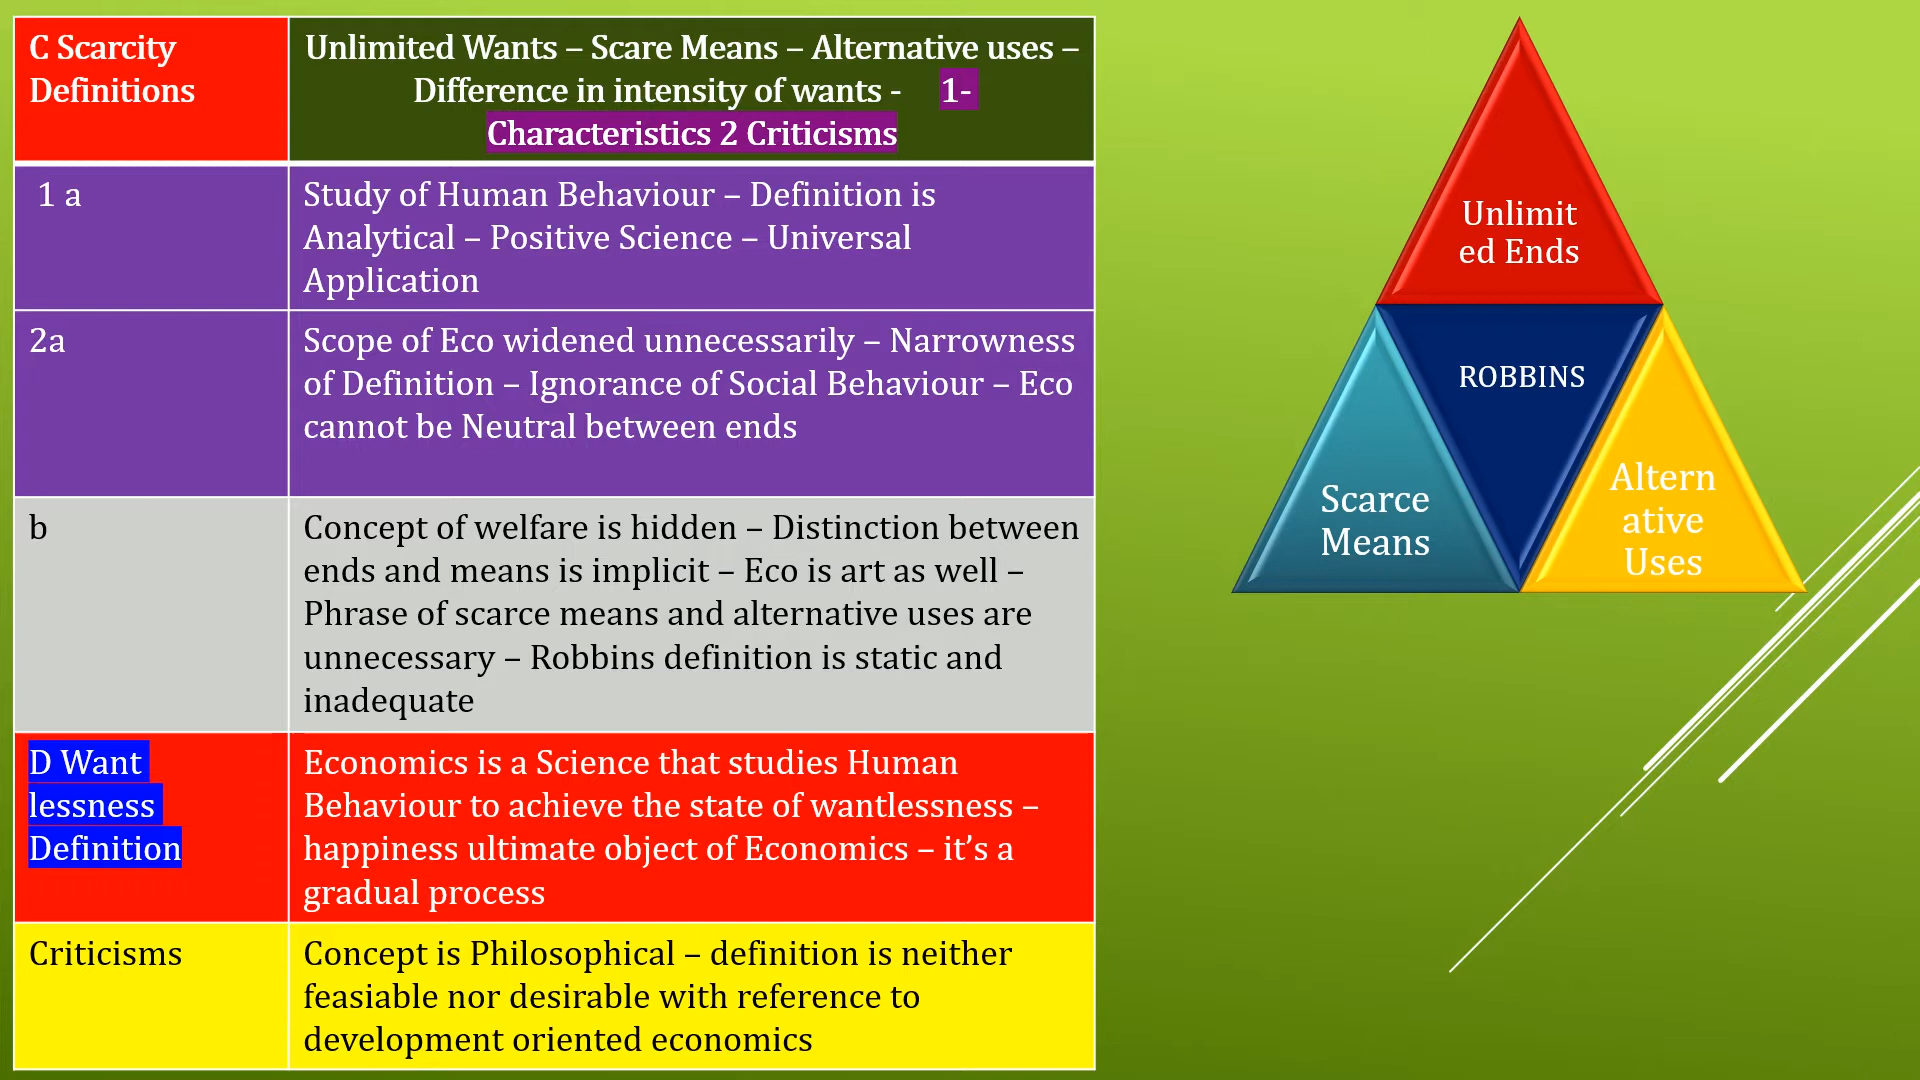 C Scarcity
Definitions
Unlimited Wants – Scare Means – Alternative uses –
Difference in intensity of wants - 1-
Characteristics 2 Criticisms
1 a
Study of Human Behaviour – Definition is
Analytical – Positive Science – Universal
Application
2a
Scope of Eco widened unnecessarily – Narrowness
of Definition – Ignorance of Social Behaviour – Eco
cannot be Neutral between ends
b
Concept of welfare is hidden – Distinction between
ends and means is implicit – Eco is art as well –
Phrase of scarce means and alternative uses are
unnecessary – Robbins definition is static and
inadequate
D Want
lessness
Definition
Economics is a Science that studies Human
Behaviour to achieve the state of wantlessness –
happiness ultimate object of Economics – it’s a
gradual process
Criticisms
Concept is Philosophical – definition is neither
feasiable nor desirable with reference to
development oriented economics
Unlimit
ed Ends
ROBBINS
Scarce
Means
Altern
ative
Uses